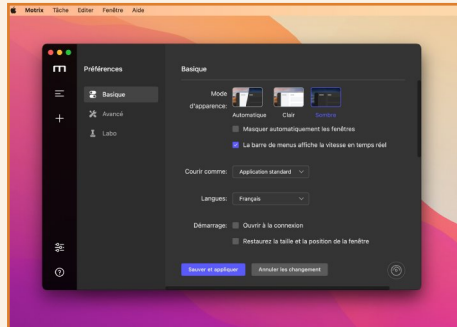 Motrix Tâche Editer Fenêtre Aide
m
Préférences
Basique
Basique
Avancé
Labo
Mode
d'apparence:
Automatique Clair Sombre
Masquer automatiquement les fenêtres
La barre de menus affiche la vitesse en temps réel
Courir comme: Application standard
Langues: Français
Démarrage: Ouvrir à la connexion
Restaurez la taille et la position de la fenêtre
Sauver et appliquer Annuler les changement